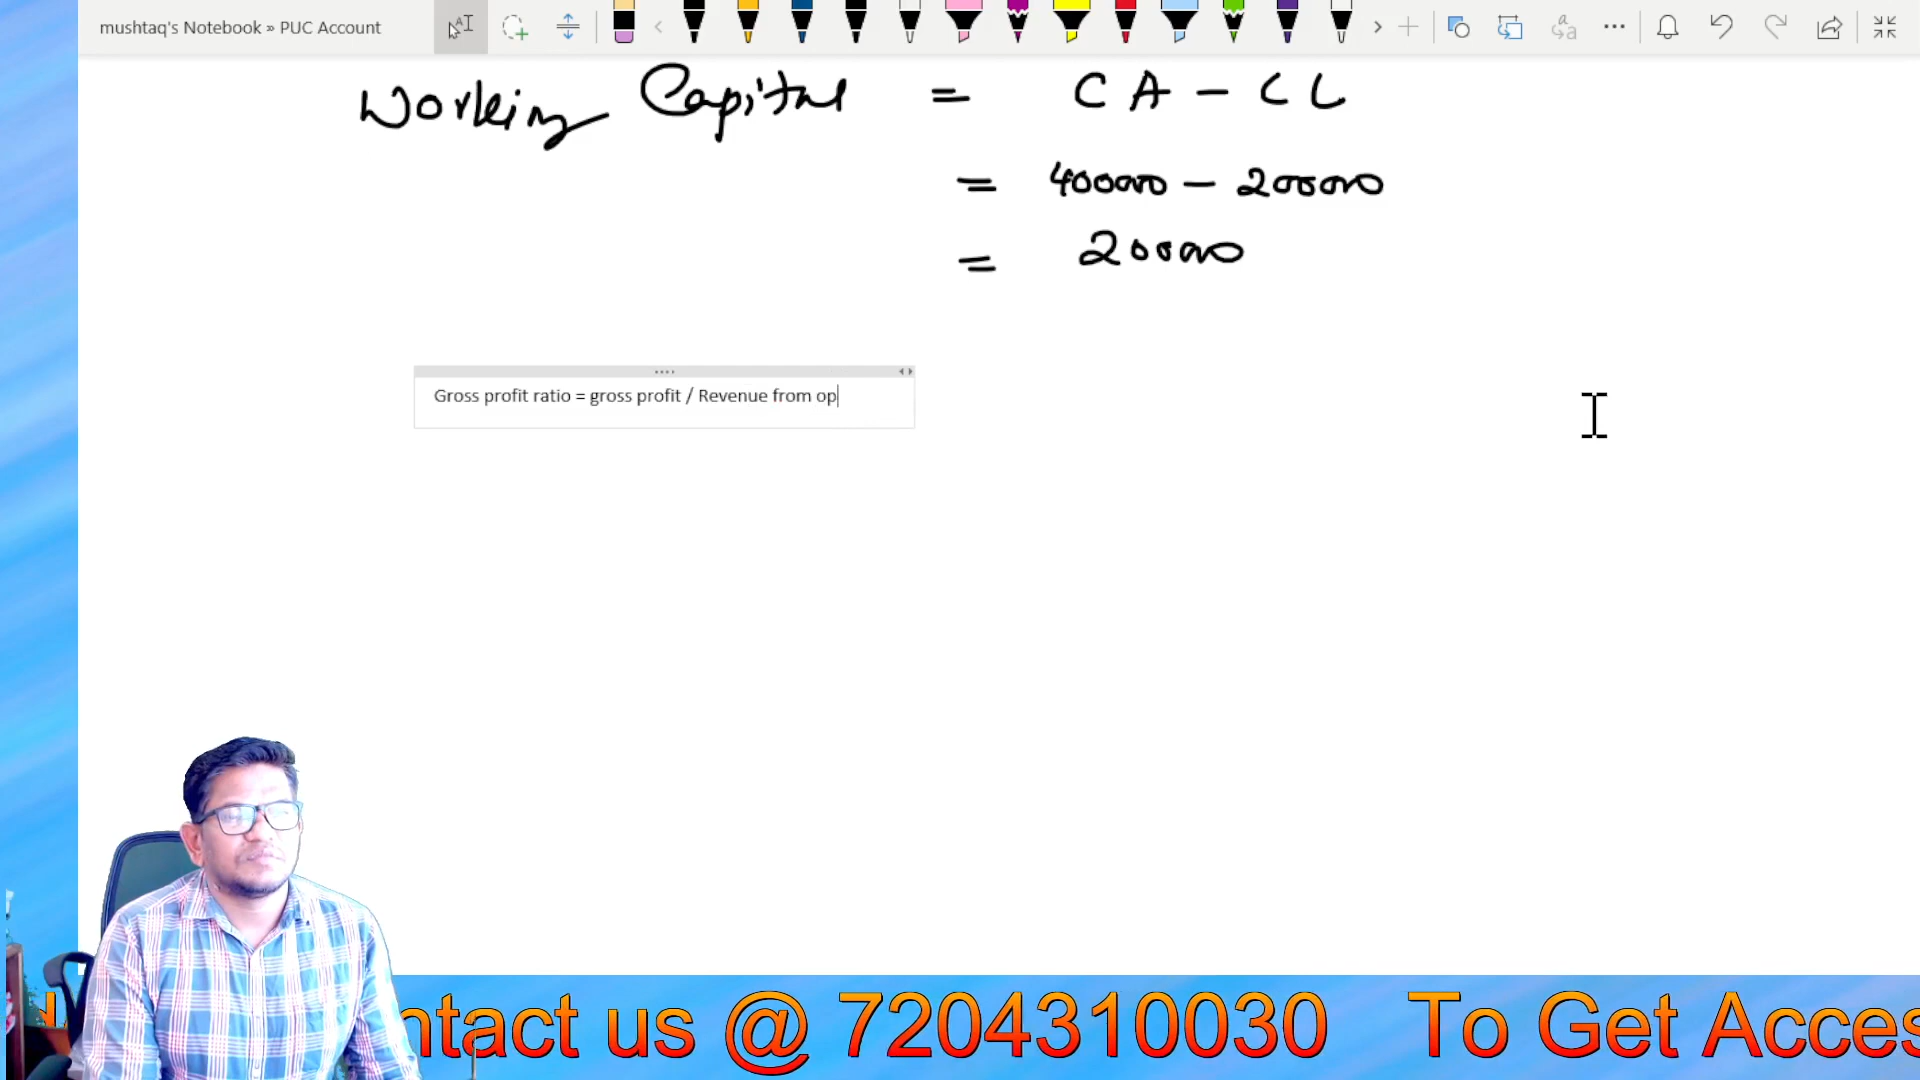 mushtaq's Notebook » PUC Account
Working Capital = CA - CL
= 400000 - 200000
= 200000
Gross profit ratio = gross profit / Revenue from op
ntact us @ 7204310030 To Get Acces